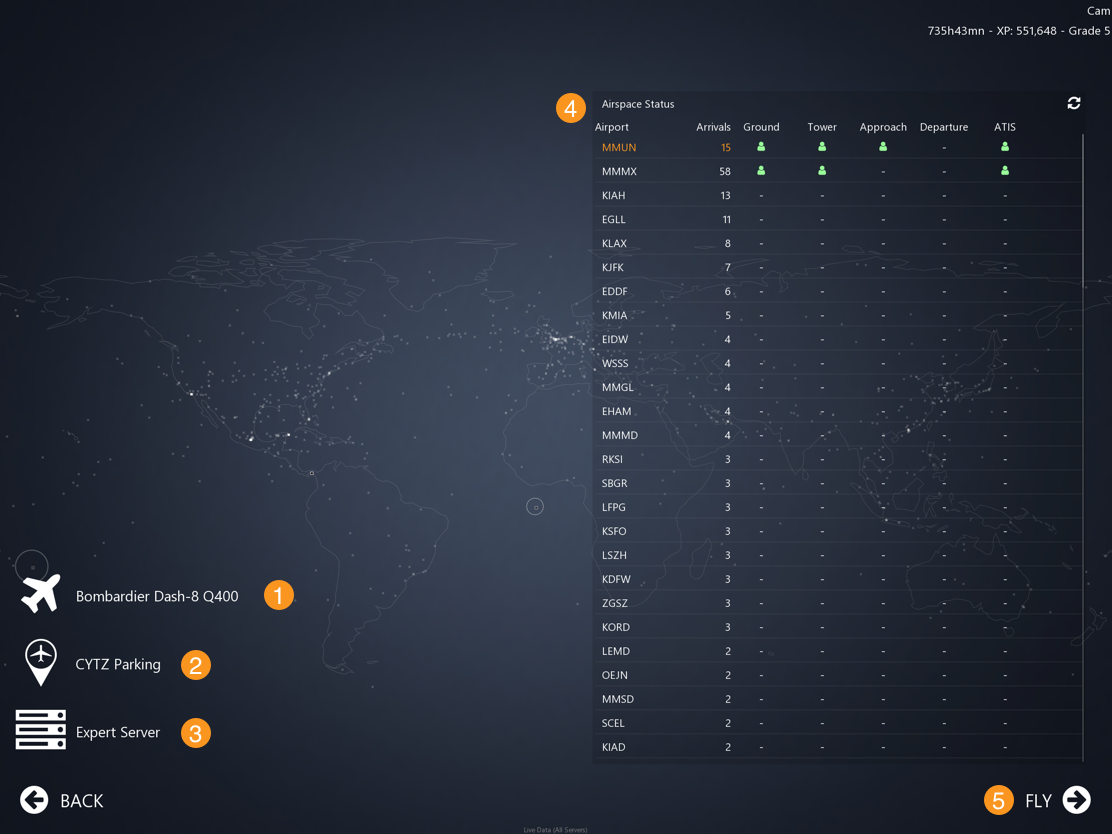 Cam
735h43mn - XP: 551,648 - Grade 5
4
Airspace Status
Airport Arrivals Ground Tower Approach Departure ATIS
MMUN 15 -
MMMX 58 - -
KIAH 13 - - - - -
EGLL 11 - - - - -
KLAX 8 - - - - -
KJFK 7 - - - - -
EDDF 6 - - - - -
KMIA 5 - - - - -
EIDW 4 - - - - -
WSSS 4 - - - - -
MMGL 4 - - - - -
EHAM 4 - - - - -
MMMD 4 - - - - -
RKSI 3 - - - - -
SBGR 3 - - - - -
LFPG 3 - - - - -
KSFO 3 - - - - -
LSZH 3 - - - - -
KDFW 3 - - - - -
ZGSZ 3 - - - - -
KORD 3 - - - - -
LEMD 2 - - - - -
OEJN 2 - - - - -
MMSD 2 - - - - -
SCEL 2 - - - - -
KIAD 2 - - - - -
Bombardier Dash-8 Q400 1
CYTZ Parking 2
Expert Server 3
BACK
5 FLY
Live Data (All Servers)